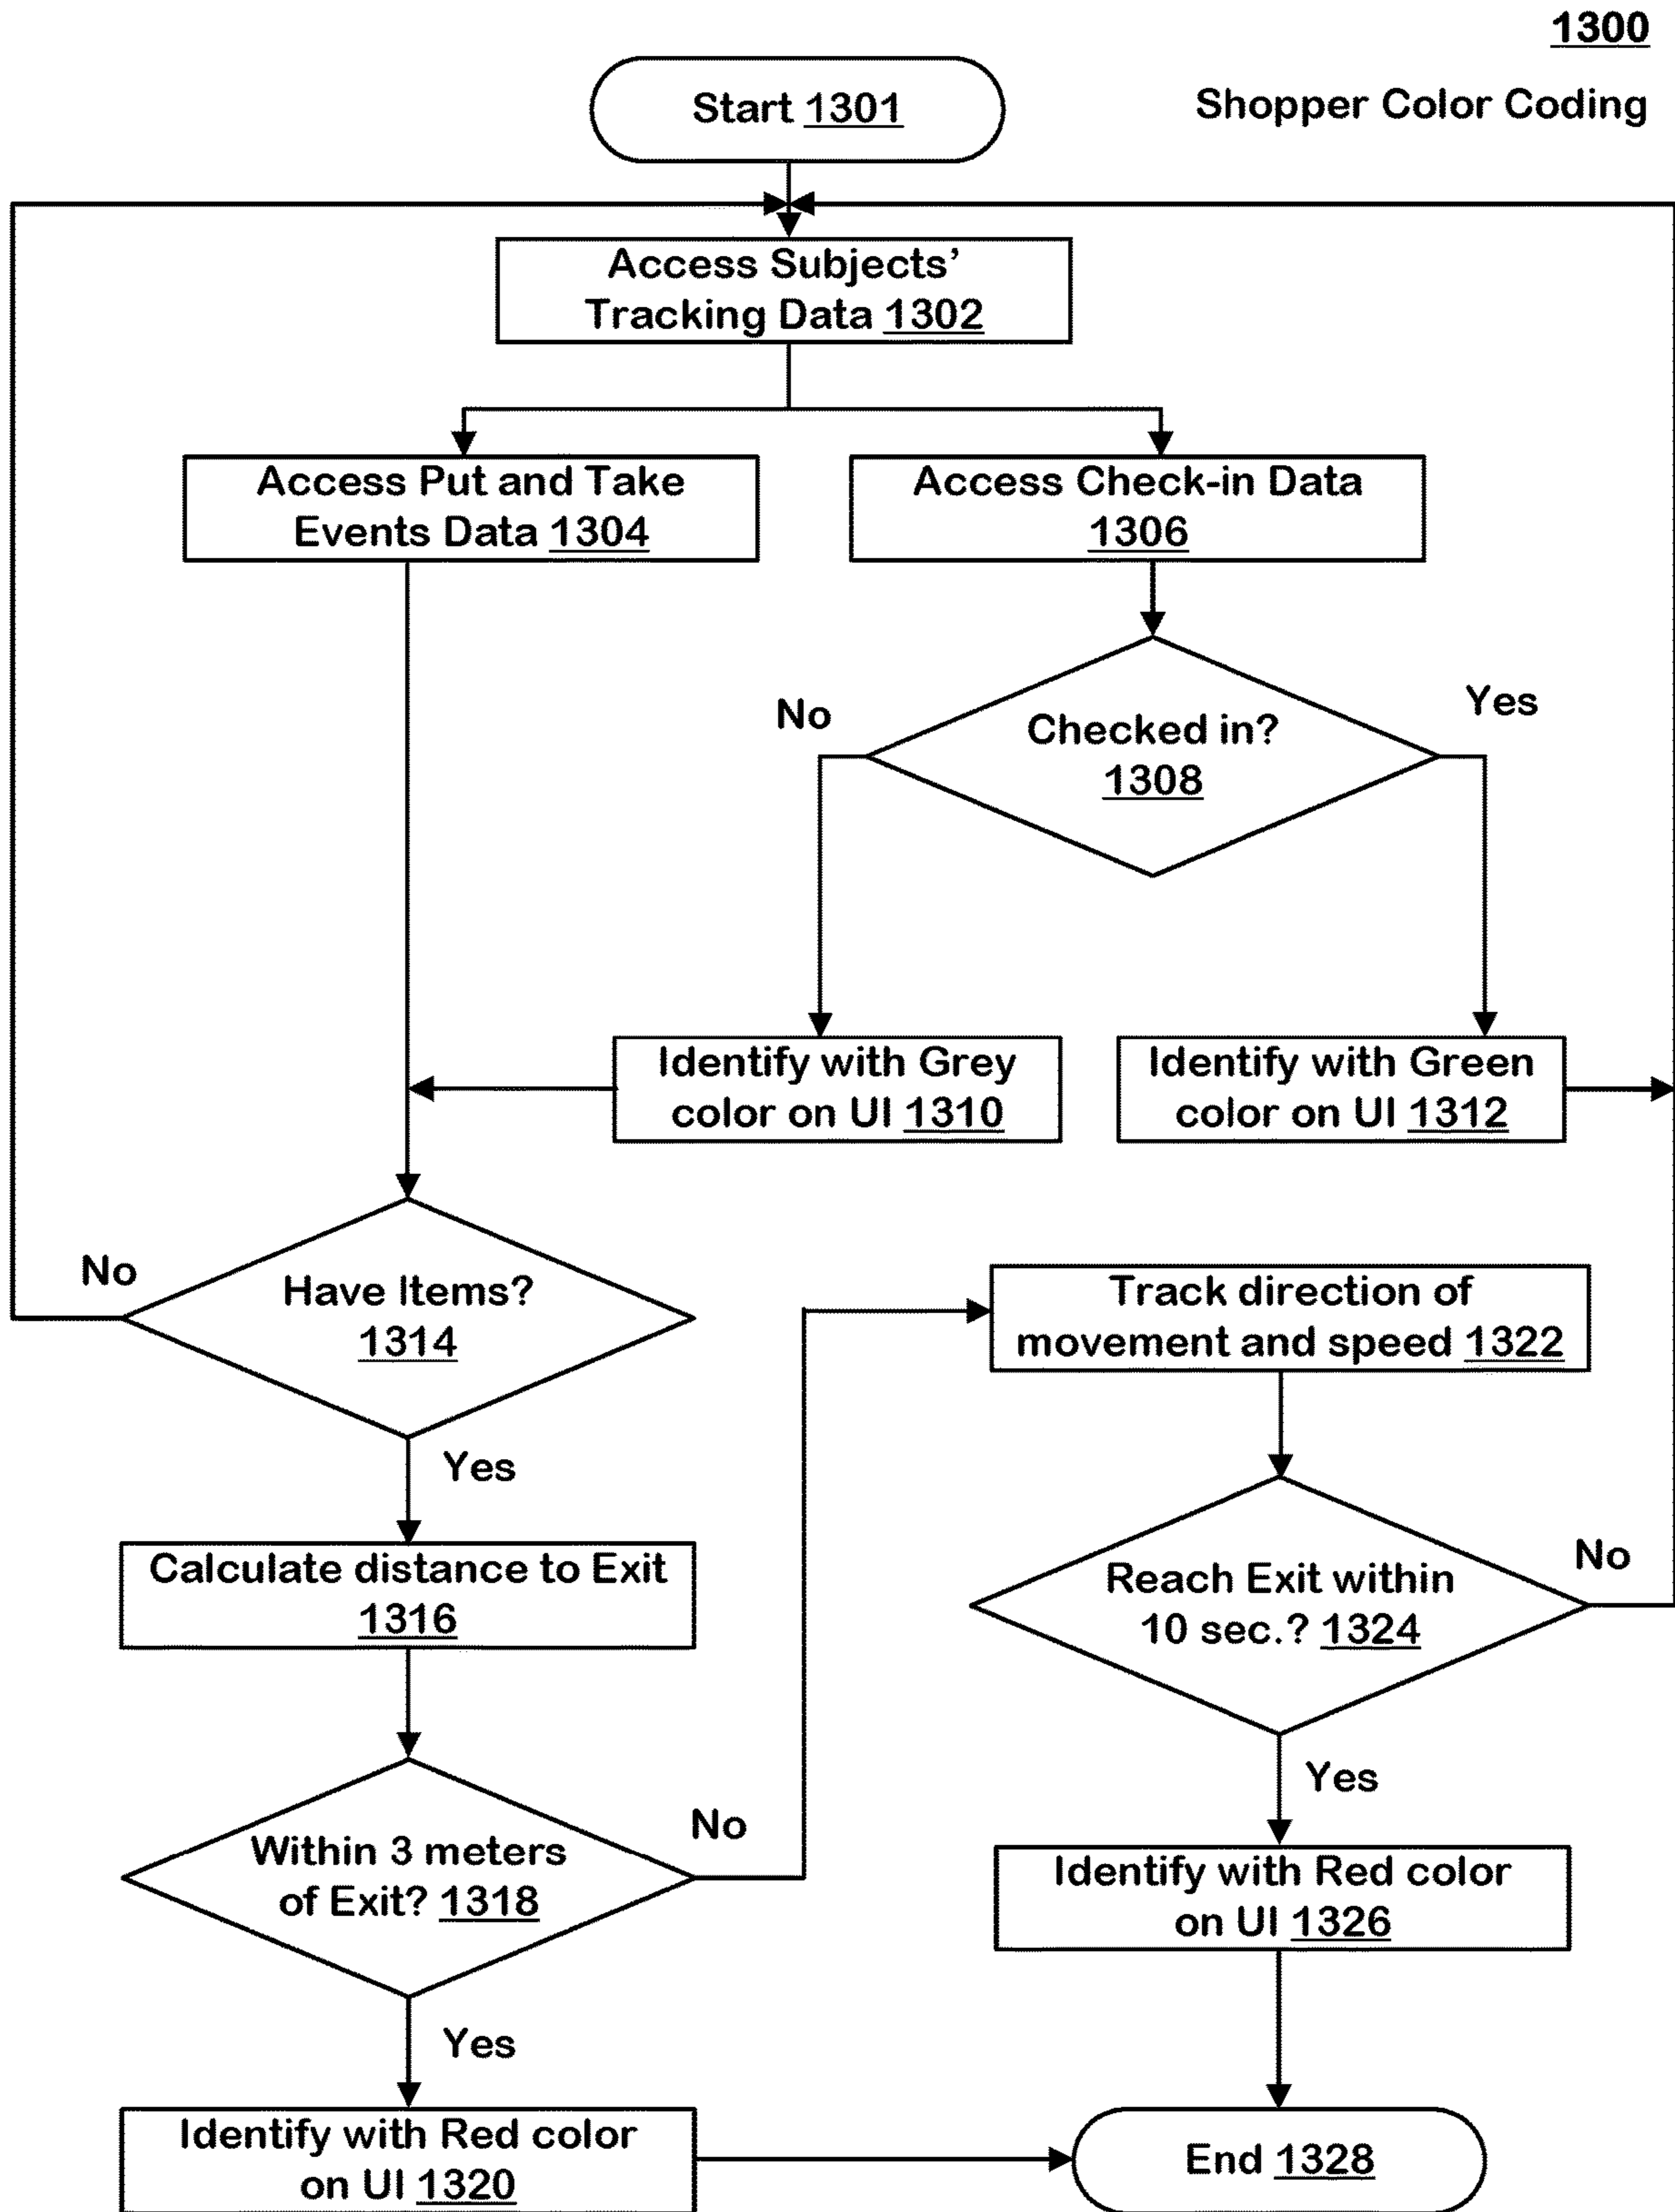 1300
Start 1301
Shopper Color Coding
Access Subjects'
Tracking Data 1302
Access Put and Take
Events Data 1304
Access Check-in Data
1306
No
Checked in?
1308
Yes
Identify with Grey
color on UI 1310
Identify with Green
color on UI 1312
No
Have Items?
1314
Yes
Track direction of
movement and speed 1322
Calculate distance to Exit
1316
Reach Exit within
10 sec.? 1324
No
Yes
Within 3 meters
of Exit? 1318
No
Identify with Red color
on UI 1326
Yes
Identify with Red color
on UI 1320
End 1328